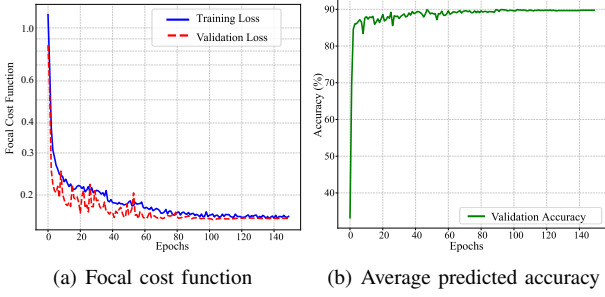 Focal Cost Function
1.0
0.6
0.4
0.3
0.2
Training Loss
Validation Loss
0 20 40 60 80 100 120 140
Epochs
(a) Focal cost function
Accuracy (%)
90
80
70
60
50
40
Validation Accuracy
0 20 40 60 80 100 120 140
Epochs
(b) Average predicted accuracy